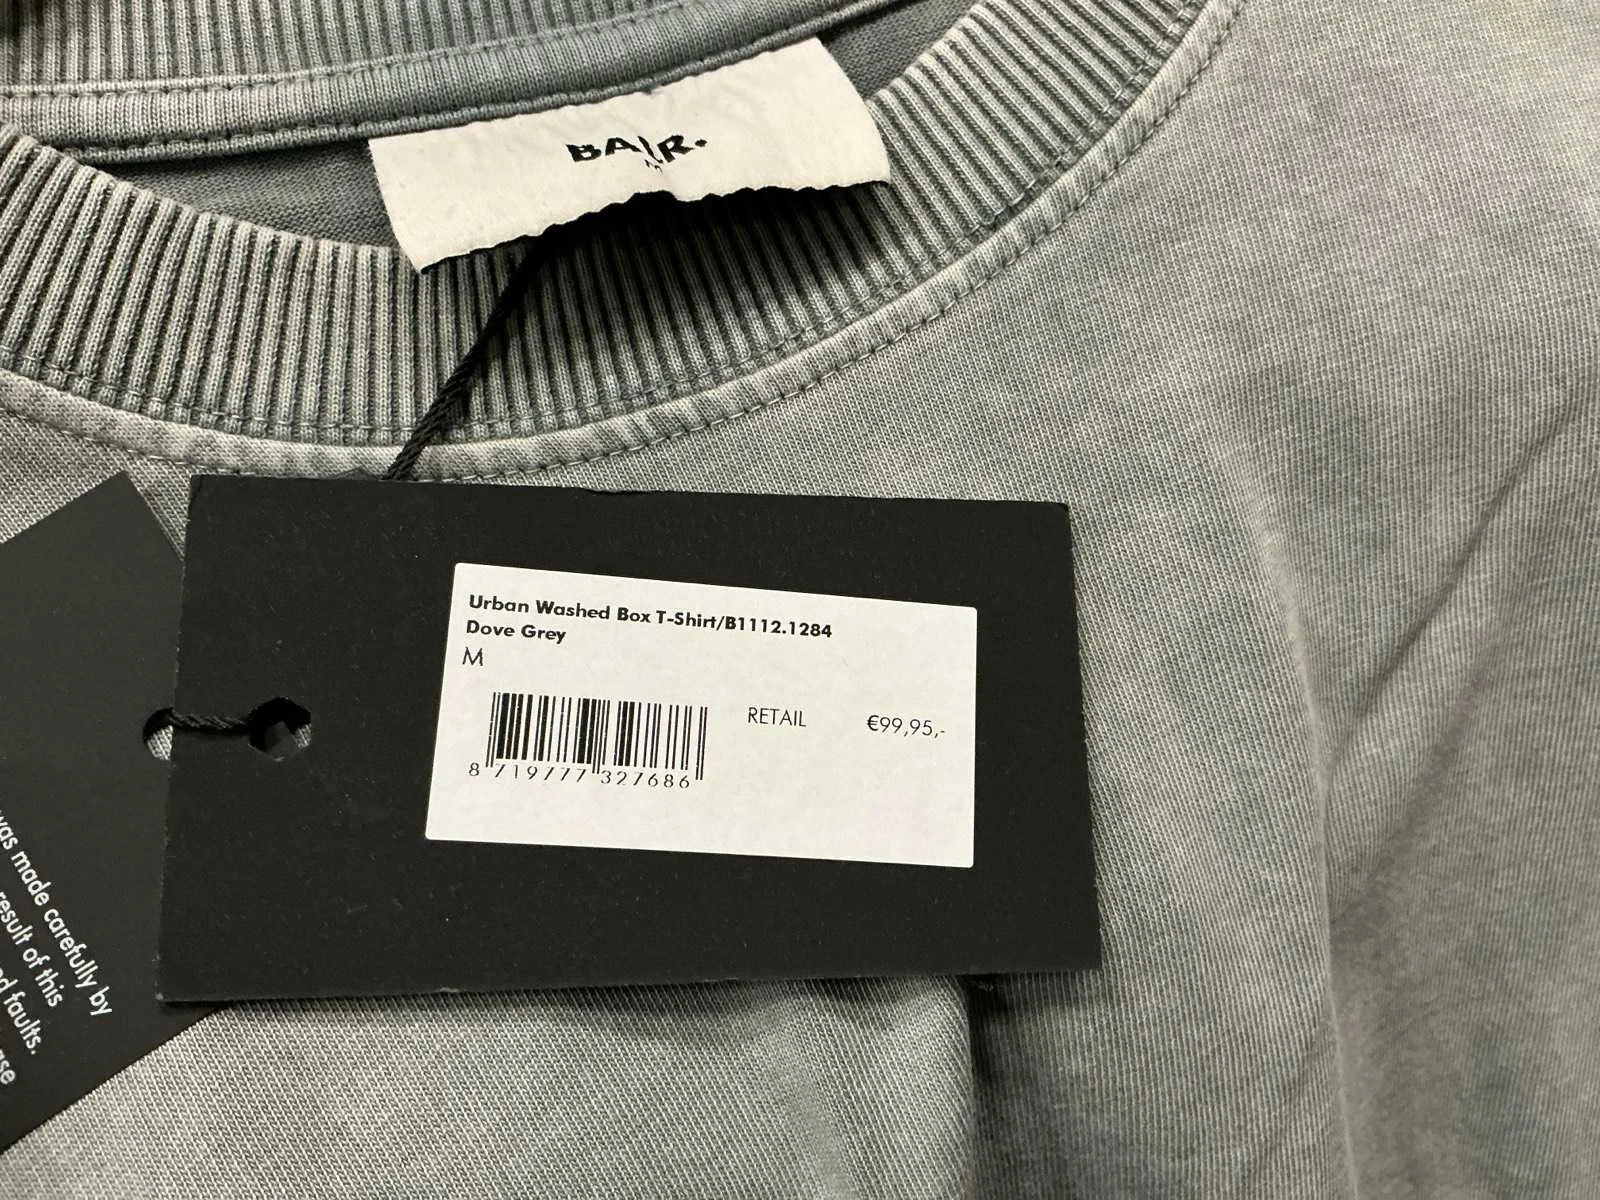 BA\R.
Urban Washed Box T-Shirt/B1112.1284
Dove Grey
M
RETAIL €99,95,-
8 719777 327686
was made carefully by
result of this
faults.